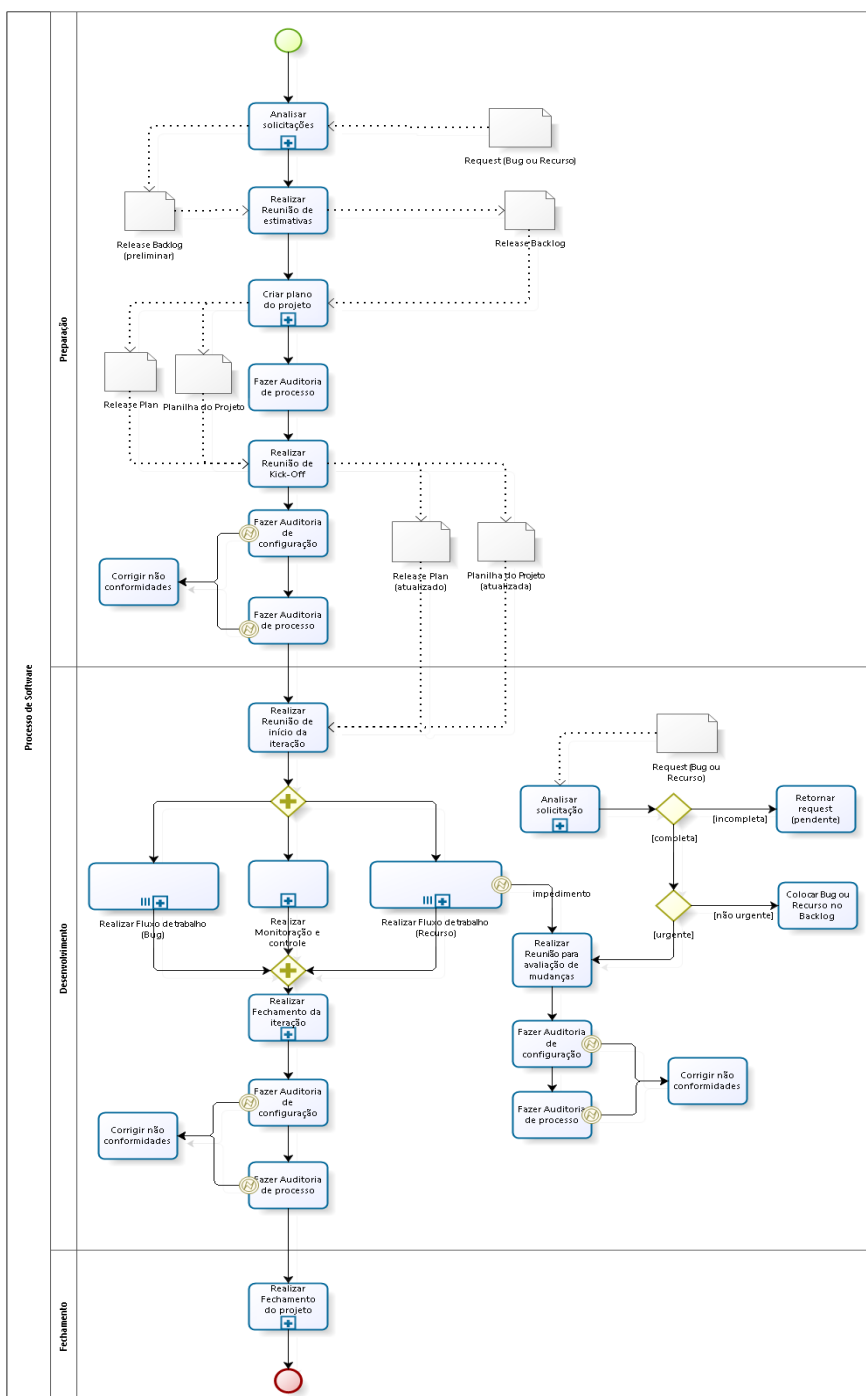 Processo de Software
Preparação
Analisar
solicitações
Request (Bug ou Recurso)
Realizar
Reunião de
estimativas
Release Backlog
(preliminar)
Release Backlog
Criar plano
do projeto
Release Plan
Planilha do Projeto
Fazer Auditoria
de processo
Realizar
Reunião de
Kick-Off
Fazer Auditoria
de
configuração
Release Plan
(atualizado)
Planilha do Projeto
(atualizada)
Corrigir não
conformidades
Fazer Auditoria
de processo
Desenvolvimento
Realizar
Reunião de
início da
iteração
Request (Bug ou
Recurso)
Analisar
solicitação
[incompleta]
Retornar
request
(pendente)
[completa]
Realizar Fluxo de trabalho
(Bug)
Realizar
Monitoração e
controle
Realizar Fluxo de trabalho
(Recurso)
impedimento
[não urgente]
Colocar Bug ou
Recurso no
Backlog
[urgente]
Realizar
Reunião para
avaliação de
mudanças
Realizar
Fechamento da
iteração
Fazer Auditoria
de
configuração
Corrigir não
conformidades
Fazer Auditoria
de processo
Fazer Auditoria
de
configuração
Corrigir não
conformidades
Fazer Auditoria
de processo
Fechamento
Realizar
Fechamento
do projeto